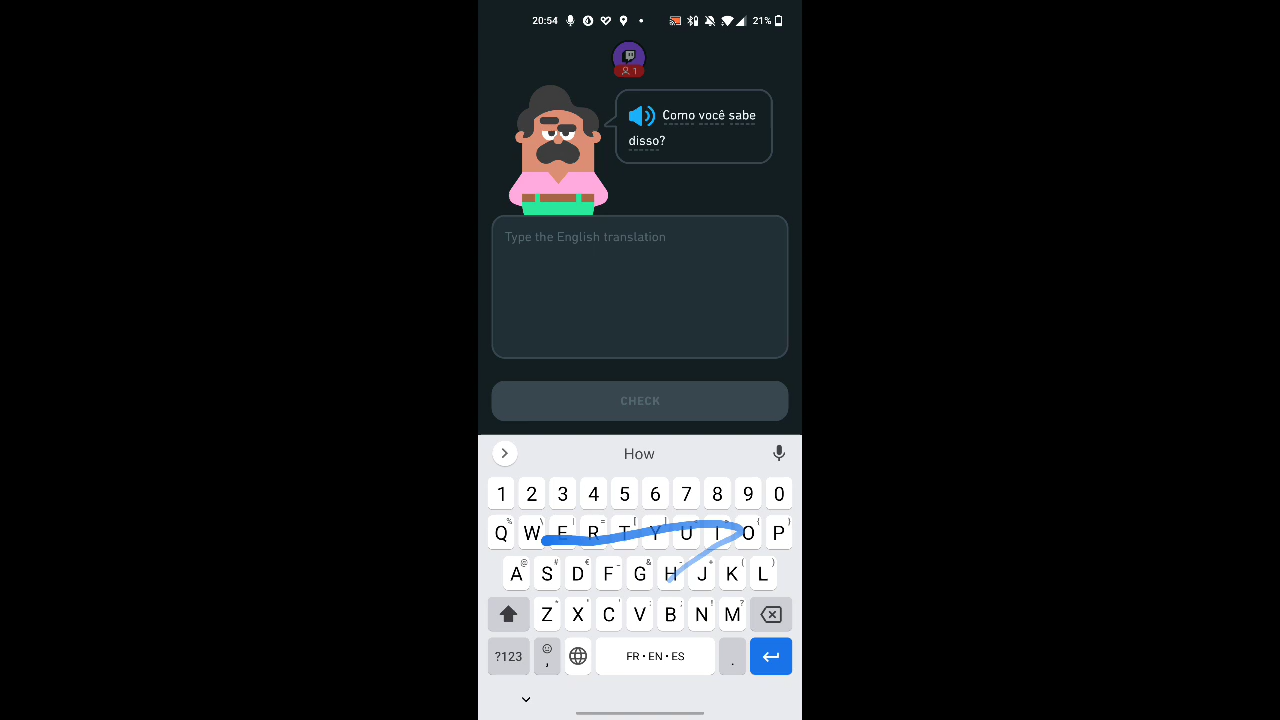 20:54 21%
1
Como você sabe
disso?
Type the English translation
CHECK
How
1 2 3 4 5 6 7 8 9 0
Q W E R T Y U I O P
A S D F G H J K L
Z X C V B N M
?123 , FR • EN • ES .